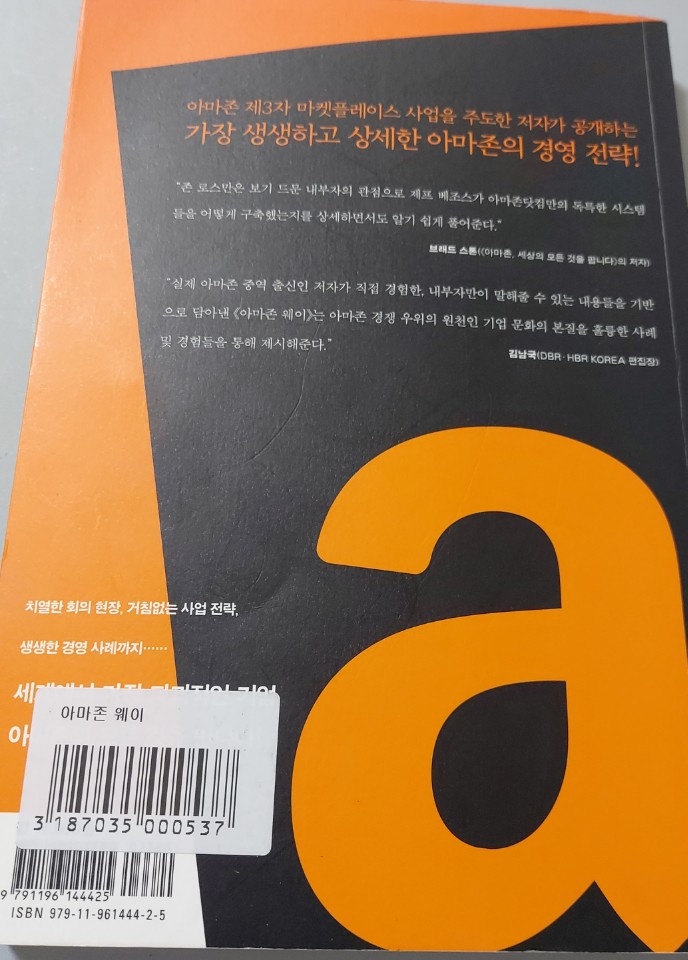 아마존 제3자 마켓플레이스 사업을 주도한 저자가 공개하는
가장 생생하고 상세한 아마존의 경영 전략!
“존 로스만은 보기 드문 내부자의 관점으로 제프 베조스가 아마존닷컴만의 독특한 시스템
들을 어떻게 구축했는지를 상세하면서도 알기 쉽게 풀어준다.”
브래드 스톤(《아마존, 세상의 모든 것을 팝니다》의 저자)
“실제 아마존 중역 출신인 저자가 직접 경험한, 내부자만이 말해줄 수 있는 내용들을 기반
으로 담아낸 《아마존 웨이》는 아마존 경쟁 우위의 원천인 기업 문화의 본질을 훌륭한 사례
및 경험들을 통해 제시해준다.”
김남국(DBR · HBR KOREA 편집장)
a
치열한 회의 현장, 거침없는 사업 전략,
생생한 경영 사례까지……
아마존 웨이
3 187035 000537
9 791196 144425
ISBN 979-11-961444-2-5